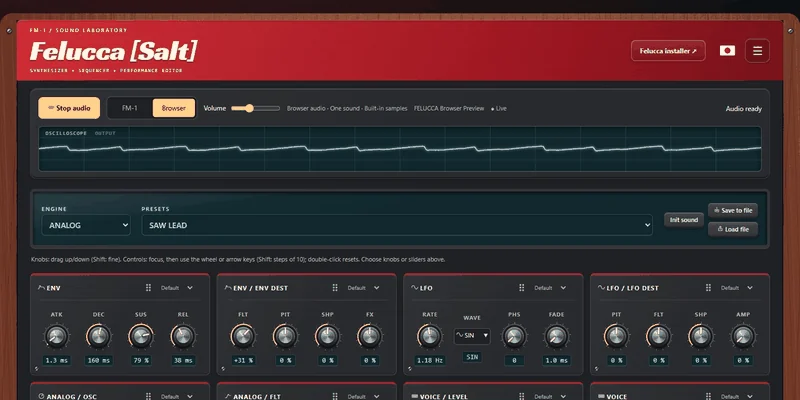 FM-1 / SOUND LABORATORY
Felucca [Salt]
SYNTHESIZER • SEQUENCER • PERFORMANCE EDITOR
Felucca installer ↗
Stop audio
FM-1
Browser
Volume
Browser audio · One sound · Built-in samples
FELUCCA Browser Preview
● Live
Audio ready
OSCILLOSCOPE OUTPUT
ENGINE
ANALOG
PRESETS
SAW LEAD
Init sound
Save to file
Load file
Knobs: drag up/down (Shift: fine). Controls: focus, then use the wheel or arrow keys (Shift: steps of 10); double-click resets. Choose knobs or sliders above.
ENV Default
ATK DEC SUS REL
1.3 ms 160 ms 79 % 38 ms
ENV / ENV DEST Default
FLT PIT SHP FX
+31 % 0 % 0 % 0 %
LFO Default
RATE WAVE PHS FADE
SIN
1.18 Hz SIN 0 1.0 ms
LFO / LFO DEST Default
PIT FLT SHP AMP
0 % 0 % 0 % 0 %
ANALOG / OSC Default
ANALOG / FLT Default
VOICE / LEVEL Default
VOICE Default